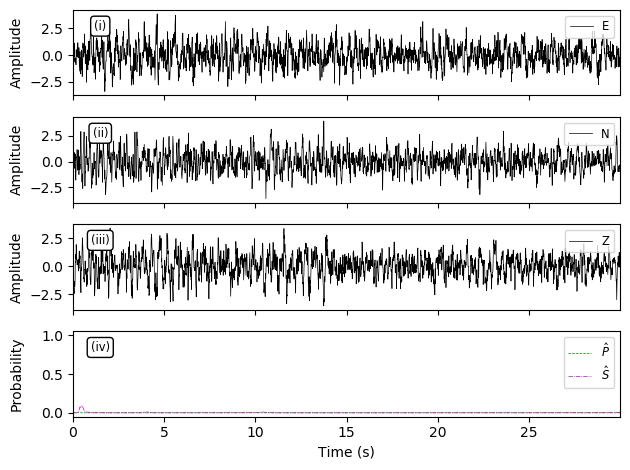 (i)
E
Amplitude
2.5
0.0
−2.5
(ii)
N
Amplitude
2.5
0.0
−2.5
(iii)
Z
Amplitude
2.5
0.0
−2.5
(iv)
P̂
Ŝ
Probability
1.0
0.5
0.0
0 5 10 15 20 25
Time (s)